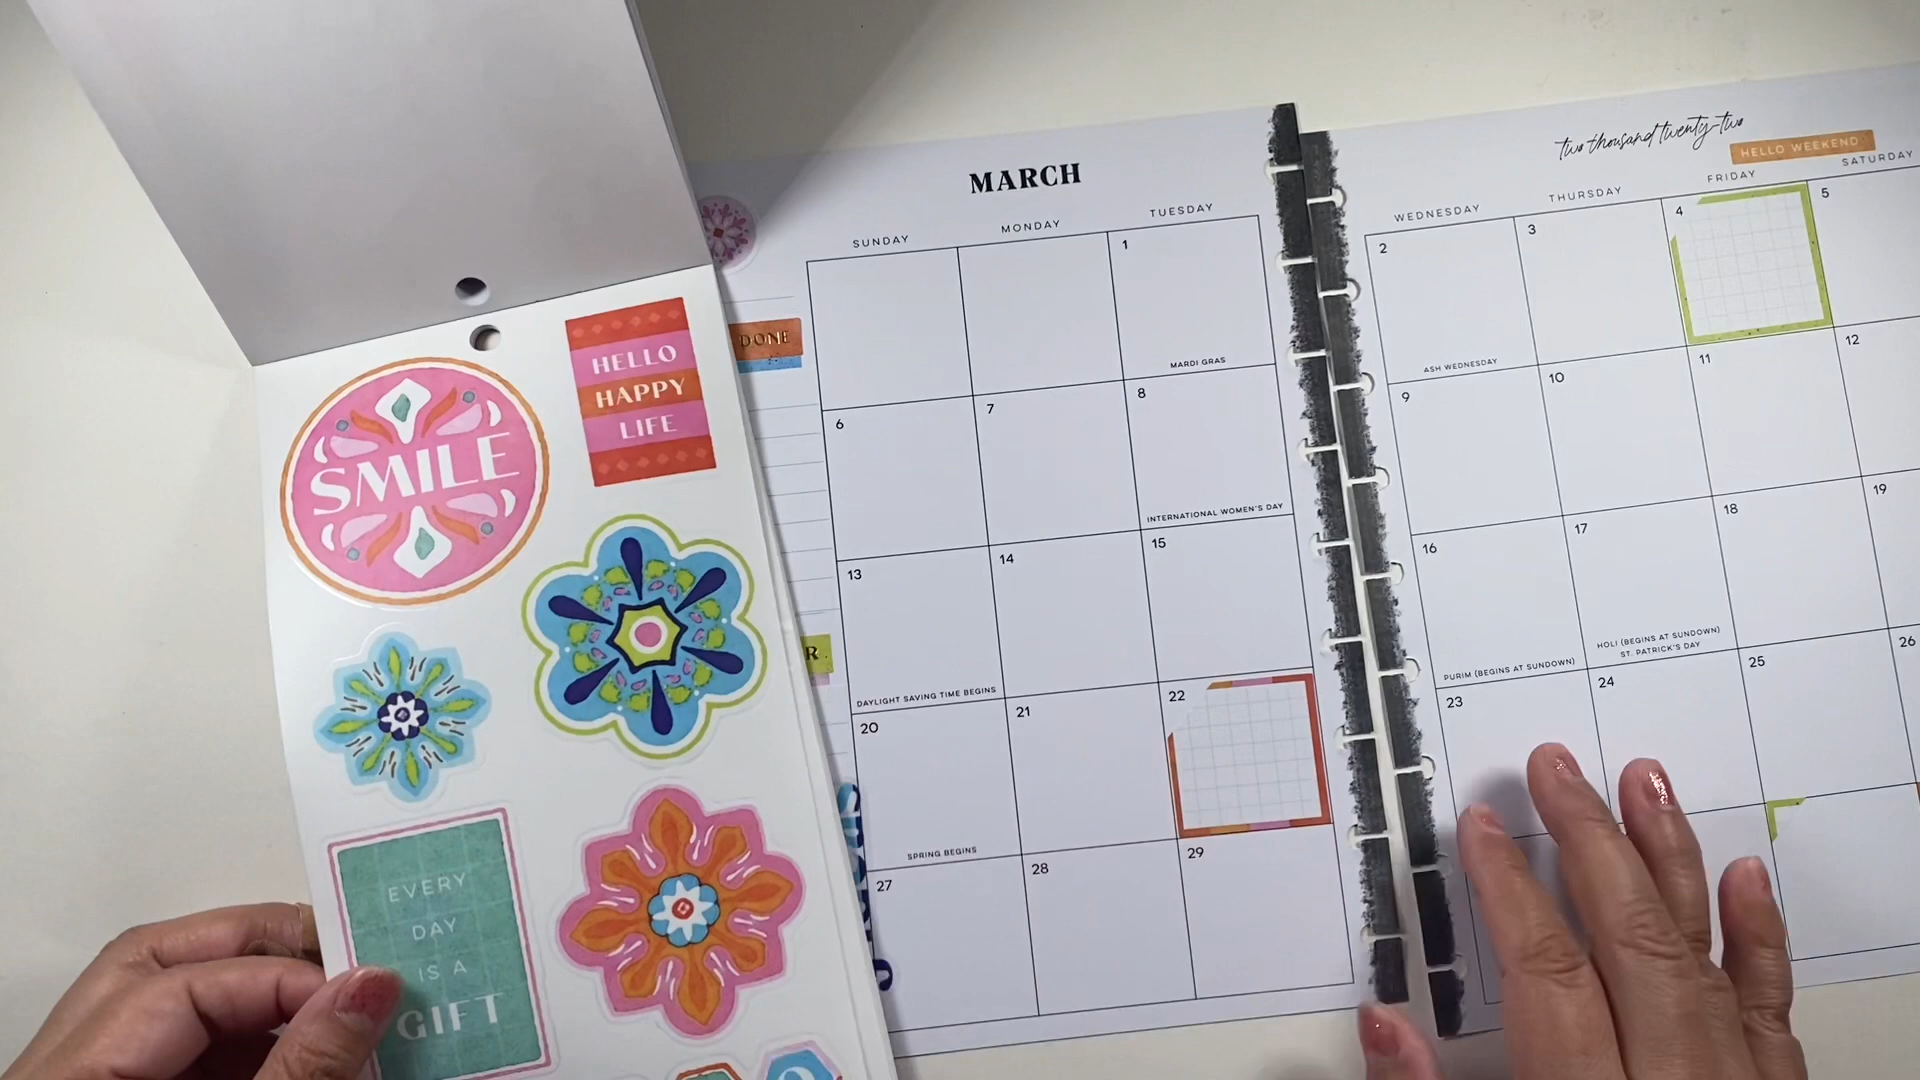 SMILE
HELLO
HAPPY
LIFE
EVERY
DAY
IS A
GIFT
DONE
MARCH
SUNDAY MONDAY TUESDAY
1
MARDI GRAS
6 7 8
INTERNATIONAL WOMEN'S DAY
13 14 15
DAYLIGHT SAVING TIME BEGINS
20 21 22
SPRING BEGINS
27 28 29
two thousand twenty-two
HELLO WEEKEND
WEDNESDAY THURSDAY FRIDAY SATURDAY
2 3 4 5
ASH WEDNESDAY
9 10 11 12
16 17 18 19
PURIM (BEGINS AT SUNDOWN)
HOLI (BEGINS AT SUNDOWN)
ST. PATRICK'S DAY
23 24 25 26